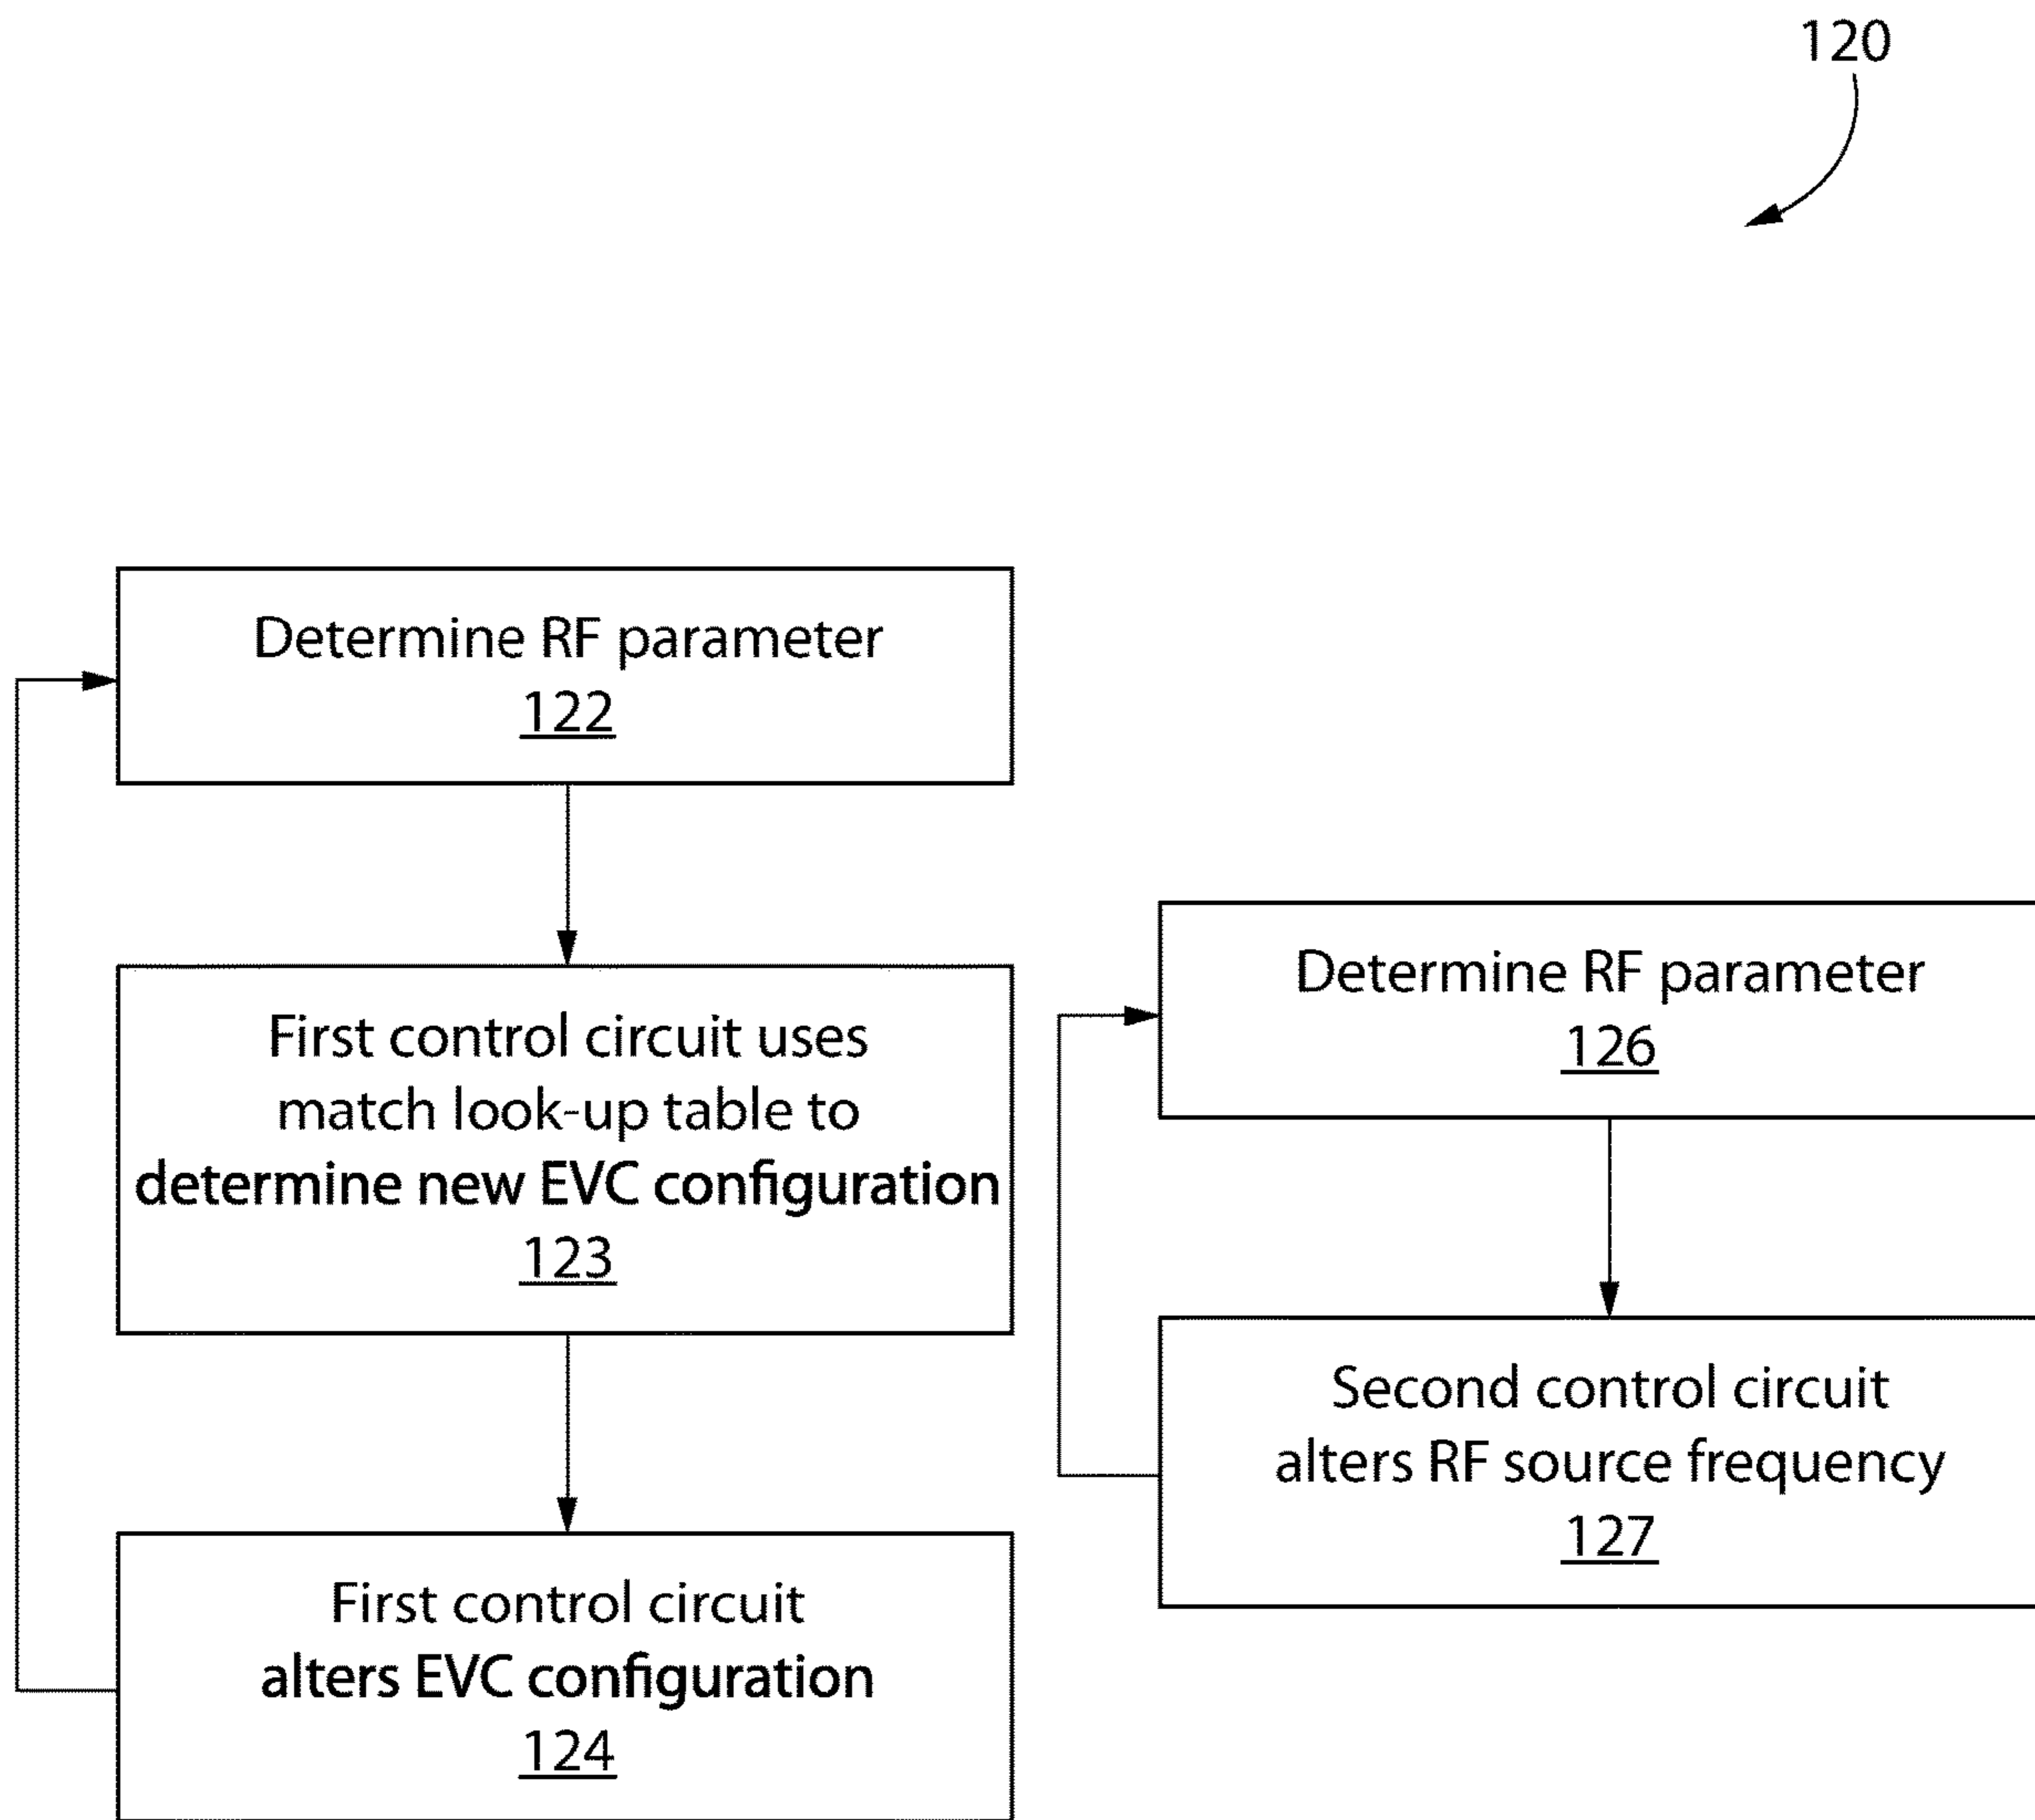 120
Determine RF parameter
122
First control circuit uses
match look-up table to
determine new EVC configuration
123
First control circuit
alters EVC configuration
124
Determine RF parameter
126
Second control circuit
alters RF source frequency
127